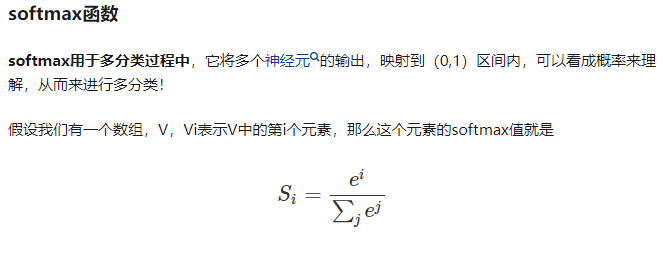 softmax函数
softmax用于多分类过程中，它将多个神经元的输出，映射到（0,1）区间内，可以看成概率来理
解，从而来进行多分类！
假设我们有一个数组，V，Vi表示V中的第i个元素，那么这个元素的softmax值就是
S_i = \frac{e^i}{\sum_j e^j}